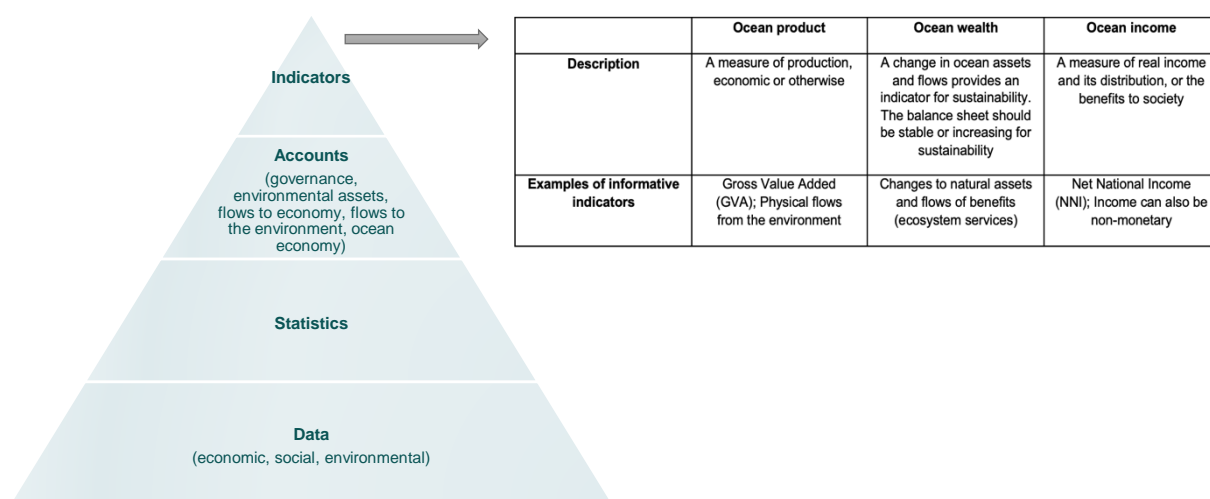 Indicators
Accounts
(governance,
environmental assets,
flows to economy, flows to
the environment, ocean
economy)
Statistics
Data
(economic, social, environmental)
Ocean product
Ocean wealth
Ocean income
Description
A measure of production,
economic or otherwise
A change in ocean assets
and flows provides an
indicator for sustainability.
The balance sheet should
be stable or increasing for
sustainability
A measure of real income
and its distribution, or the
benefits to society
Examples of informative
indicators
Gross Value Added
(GVA); Physical flows
from the environment
Changes to natural assets
and flows of benefits
(ecosystem services)
Net National Income
(NNI); Income can also be
non-monetary